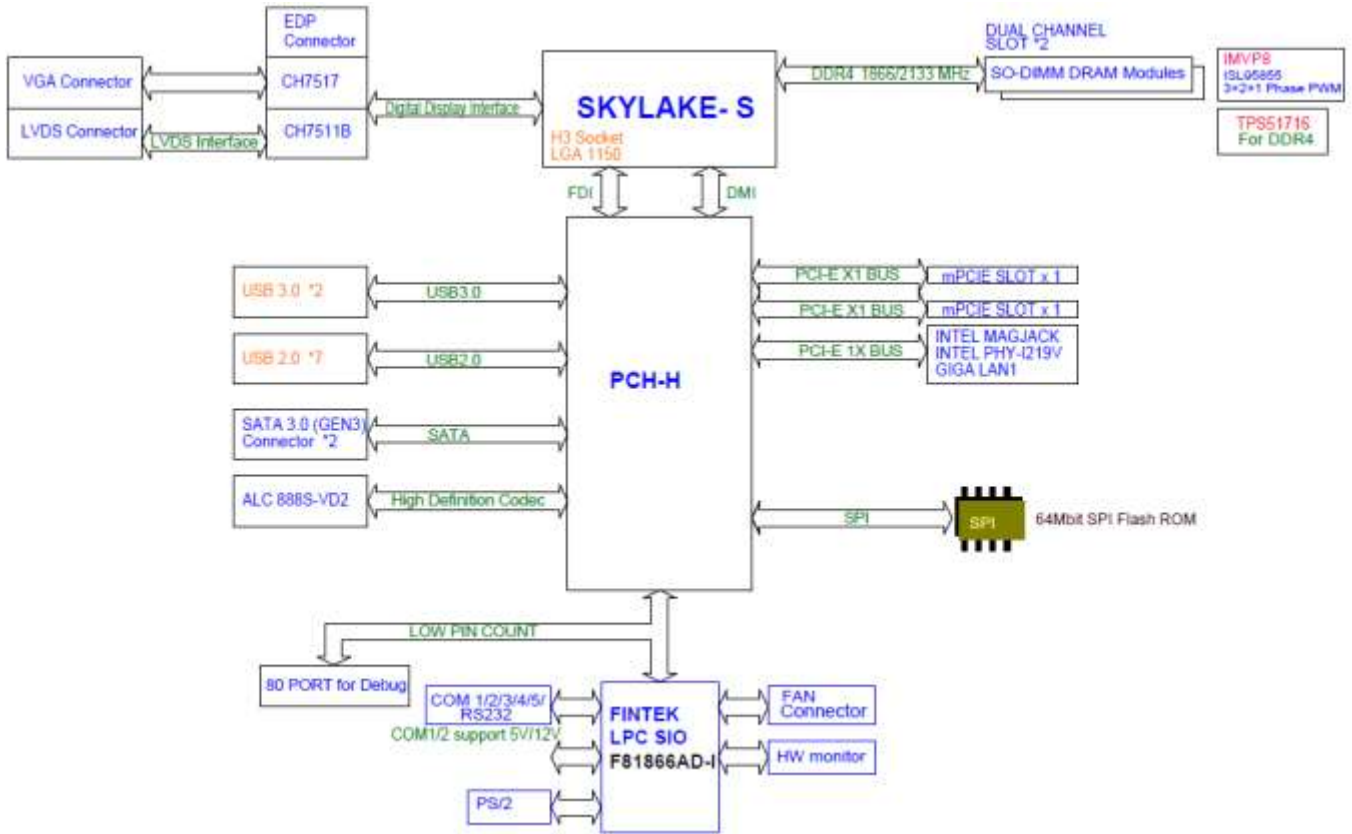 EDP
Connector
VGA Connector
CH7517
LVDS Connector
LVDS Interface
CH7511B
Digital Display Interface
SKYLAKE- S
H3 Socket
LGA 1150
DDR4 1866/2133 MHz
DUAL CHANNEL
SLOT *2
SO-DIMM DRAM Modules
IMVP8
ISL95855
3+2+1 Phase PWM
TPS51716
For DDR4
FDI
DMI
USB 3.0 *2
USB3.0
USB 2.0 *7
USB2.0
SATA 3.0 (GEN3)
Connector *2
SATA
ALC 888S-VD2
High Definition Codec
PCH-H
PCI-E X1 BUS
mPCIE SLOT x 1
PCI-E X1 BUS
mPCIE SLOT x 1
PCI-E 1X BUS
INTEL MAGJACK
INTEL PHY-I219V
GIGA LAN1
SPI
SPI
64Mbit SPI Flash ROM
LOW PIN COUNT
80 PORT for Debug
COM 1/2/3/4/5/
RS232
COM1/2 support 5V/12V
PS/2
FINTEK
LPC SIO
F81866AD-I
FAN
Connector
HW monitor